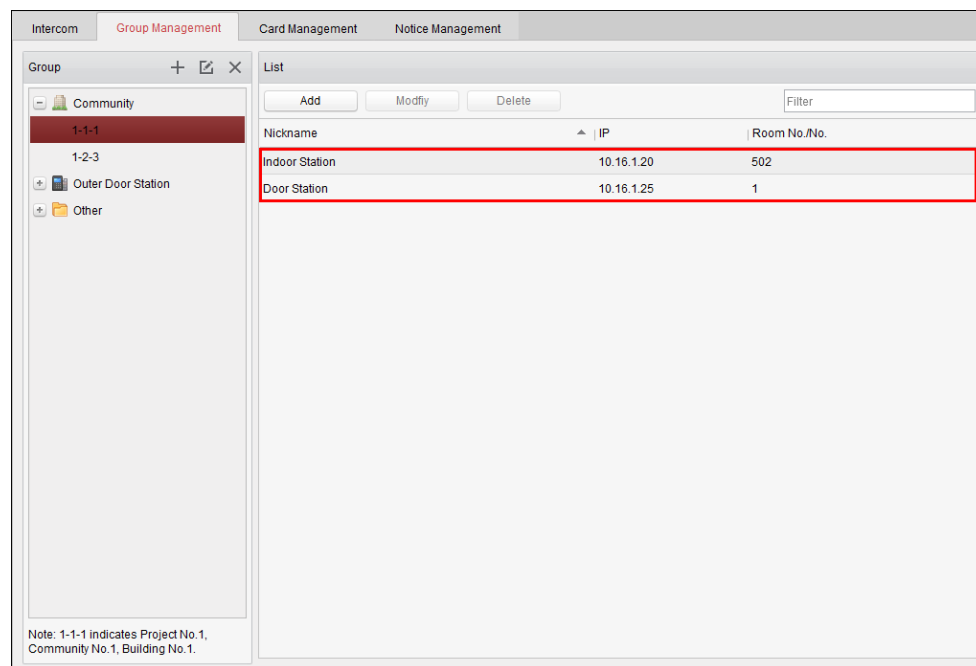 Intercom Group Management Card Management Notice Management
Group List
Community Add Modfiy Delete Filter
1-1-1 Nickname IP Room No./No.
1-2-3 Indoor Station 10.16.1.20 502
Outer Door Station Door Station 10.16.1.25 1
Other
Note: 1-1-1 indicates Project No.1,
Community No.1, Building No.1.